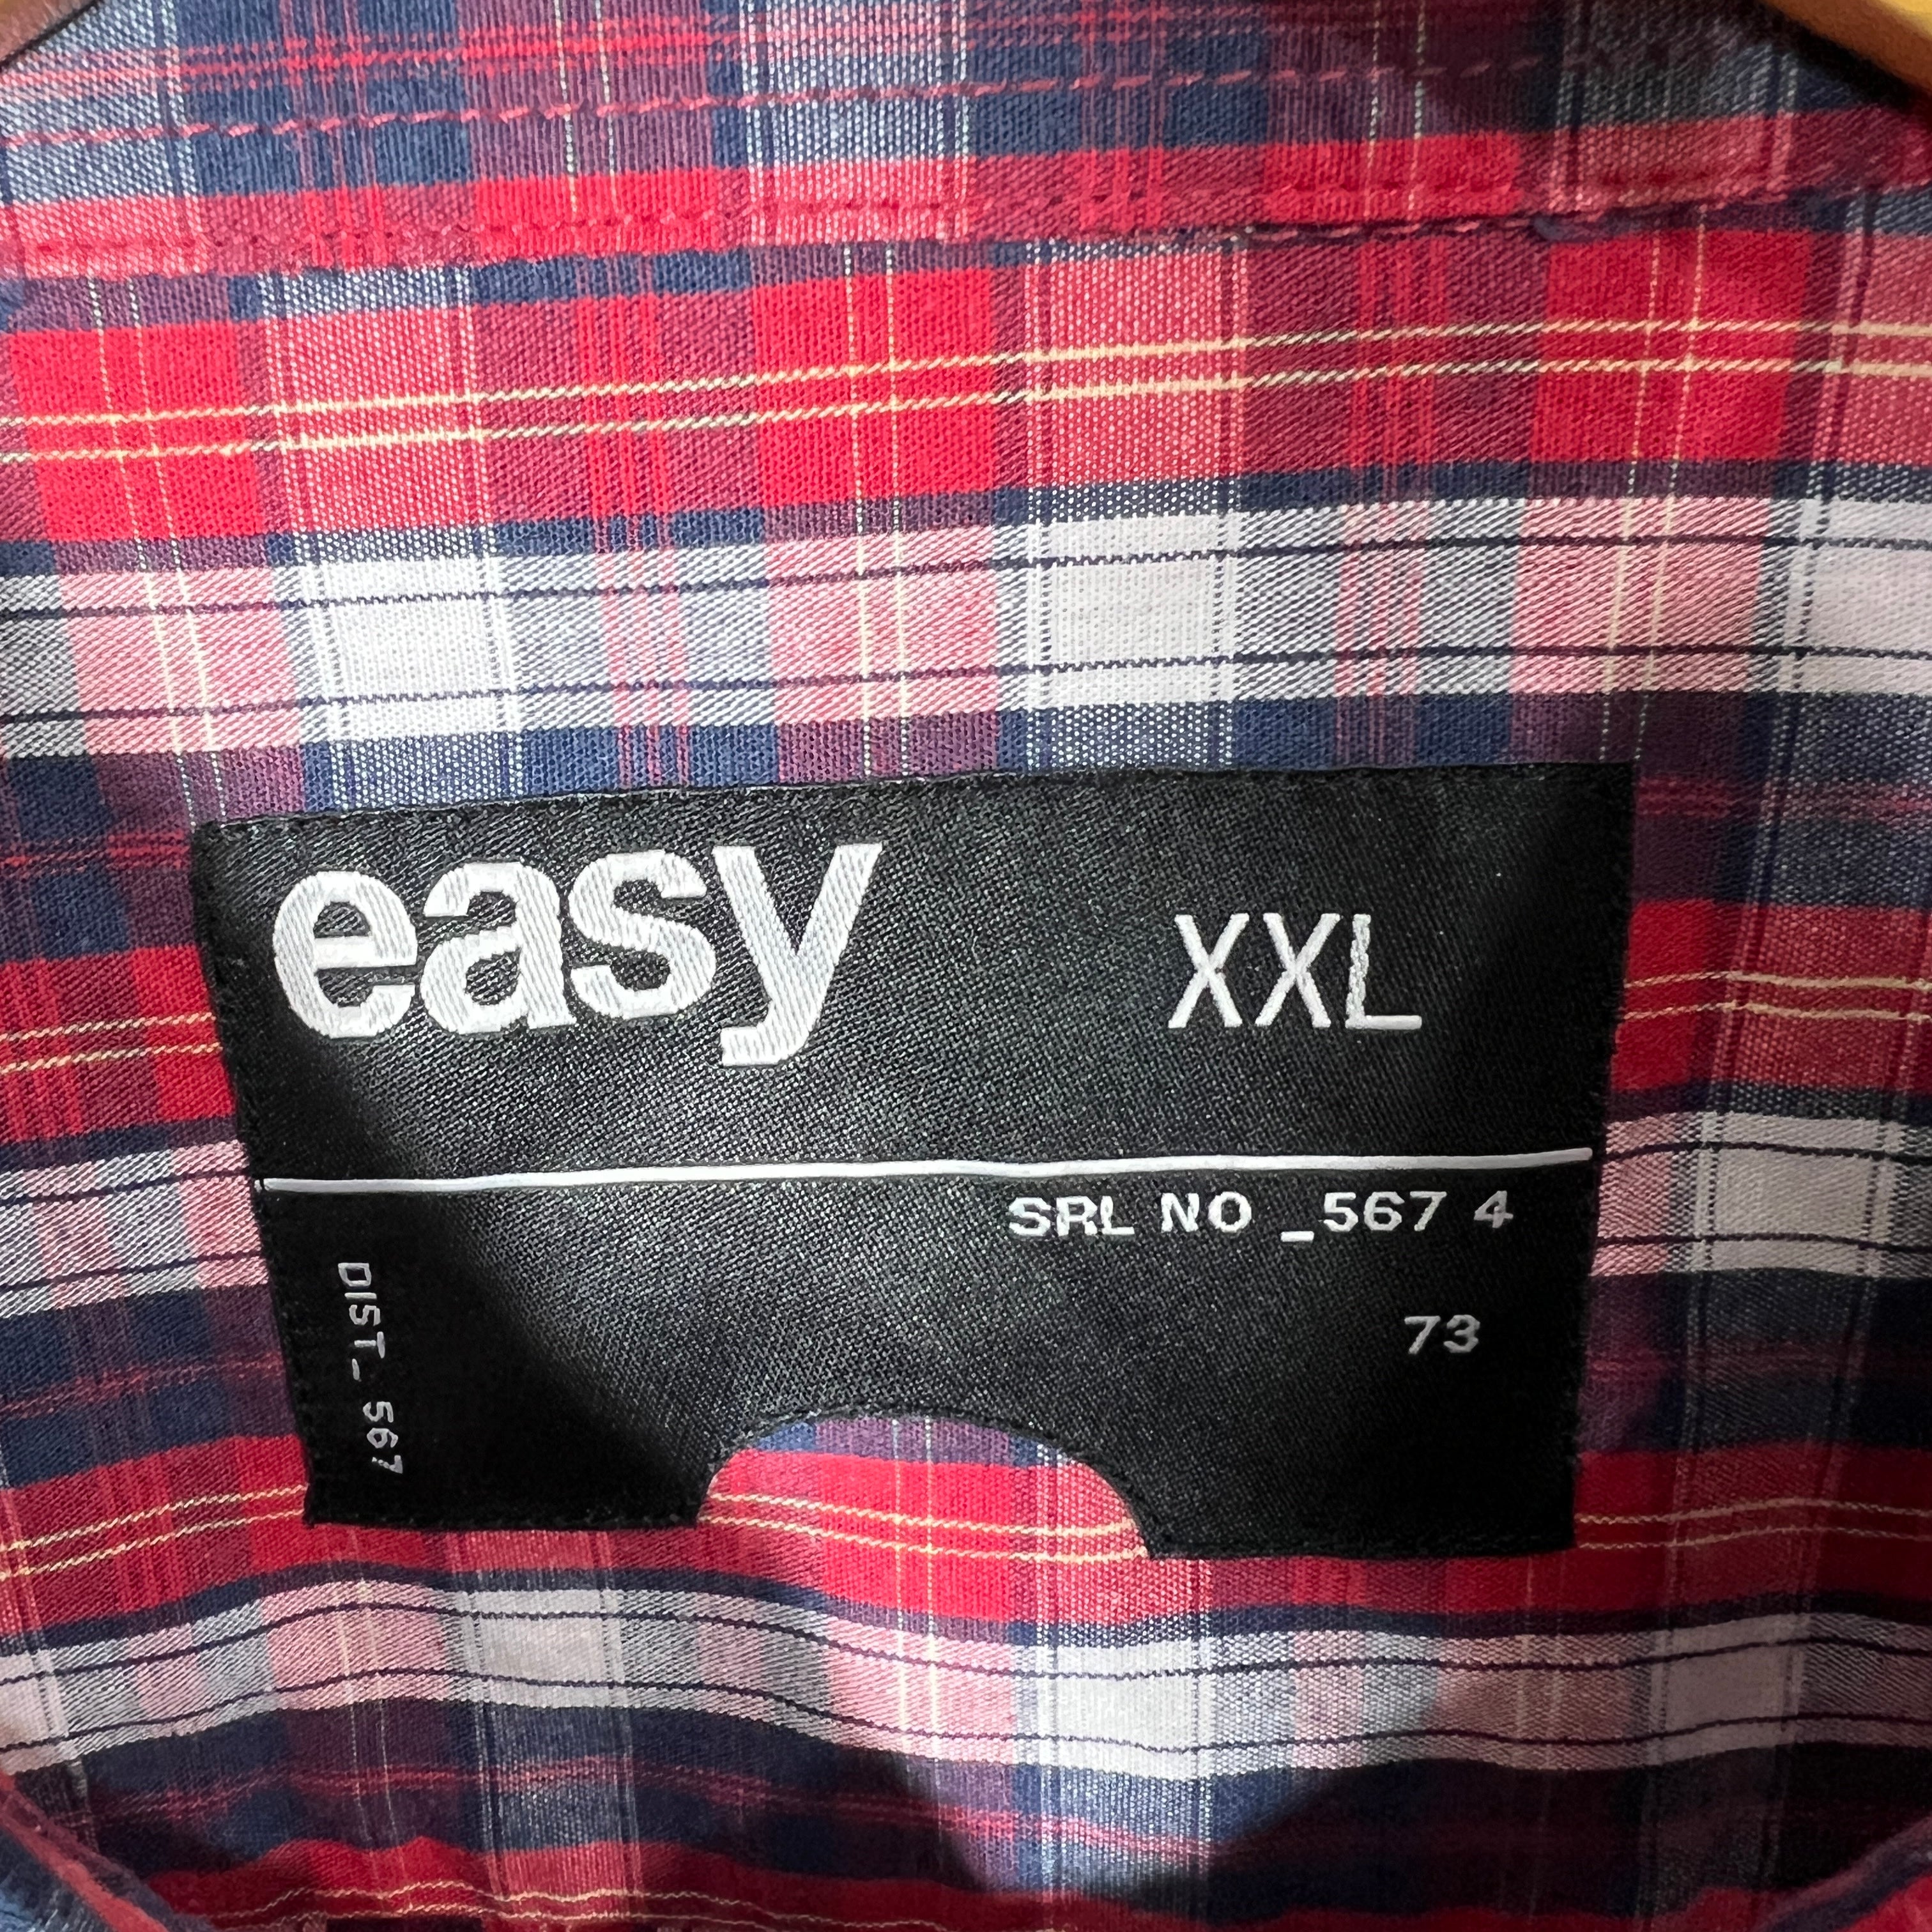 easy
XXL
SRL NO _567 4
73
DIST_ 567